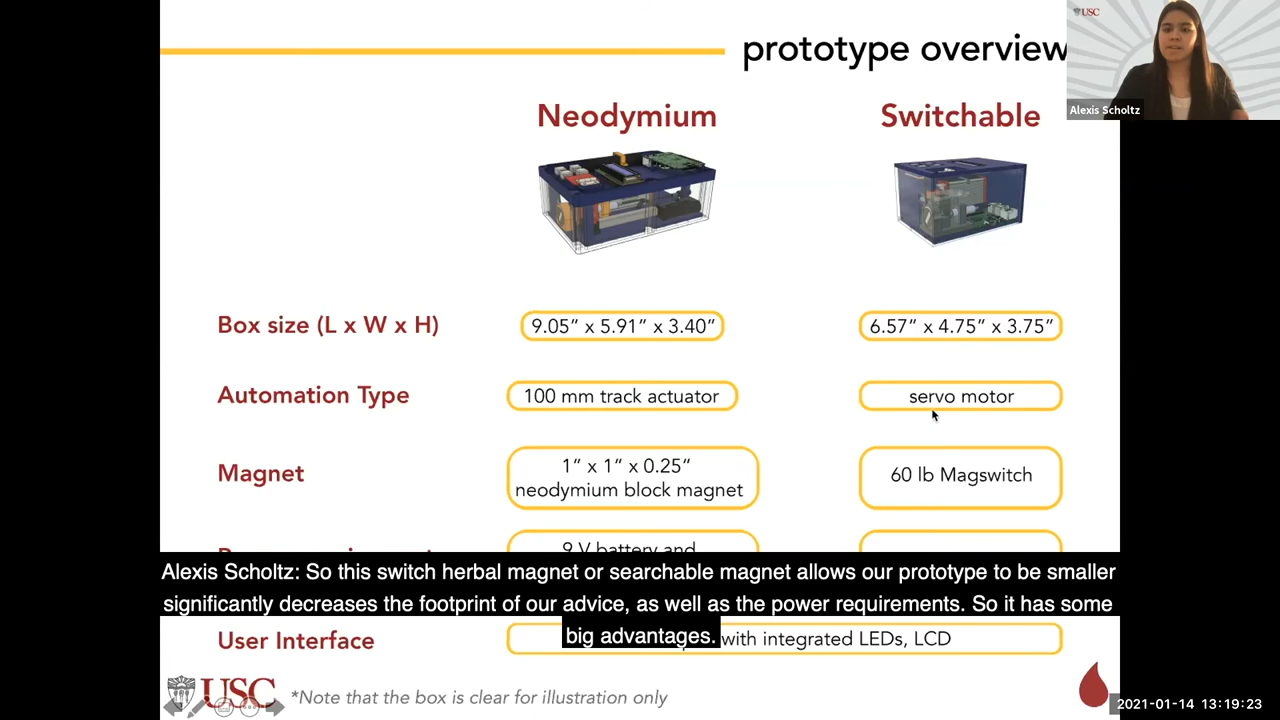 prototype overview
USC
Alexis Scholtz
Neodymium
Switchable
Box size (L x W x H)
9.05” x 5.91” x 3.40”
6.57” x 4.75” x 3.75”
Automation Type
100 mm track actuator
servo motor
Magnet
1” x 1” x 0.25”
neodymium block magnet
60 lb Magswitch
9 V battery and
Alexis Scholtz: So this switch herbal magnet or searchable magnet allows our prototype to be smaller
significantly decreases the footprint of our advice, as well as the power requirements. So it has some
big advantages.
User Interface
with integrated LEDs, LCD
USC
*Note that the box is clear for illustration only
2021-01-14 13:19:23